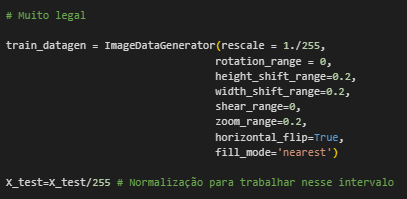 # Muito legal
train_datagen = ImageDataGenerator(rescale = 1./255,
rotation_range = 0,
height_shift_range=0.2,
width_shift_range=0.2,
shear_range=0,
zoom_range=0.2,
horizontal_flip=True,
fill_mode='nearest')
X_test=X_test/255 # Normalização para trabalhar nesse intervalo